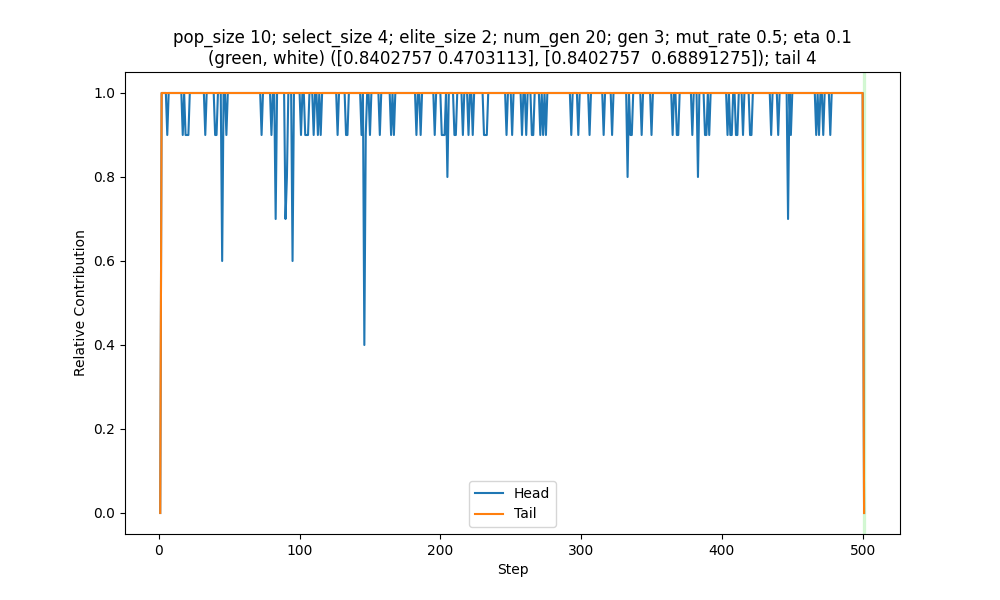 pop_size 10; select_size 4; elite_size 2; num_gen 20; gen 3; mut_rate 0.5; eta 0.1
(green, white) ([0.8402757 0.4703113], [0.8402757  0.68891275]); tail 4
Relative Contribution
1.0
0.8
0.6
0.4
0.2
0.0
Head
Tail
0
100
200
300
400
500
Step